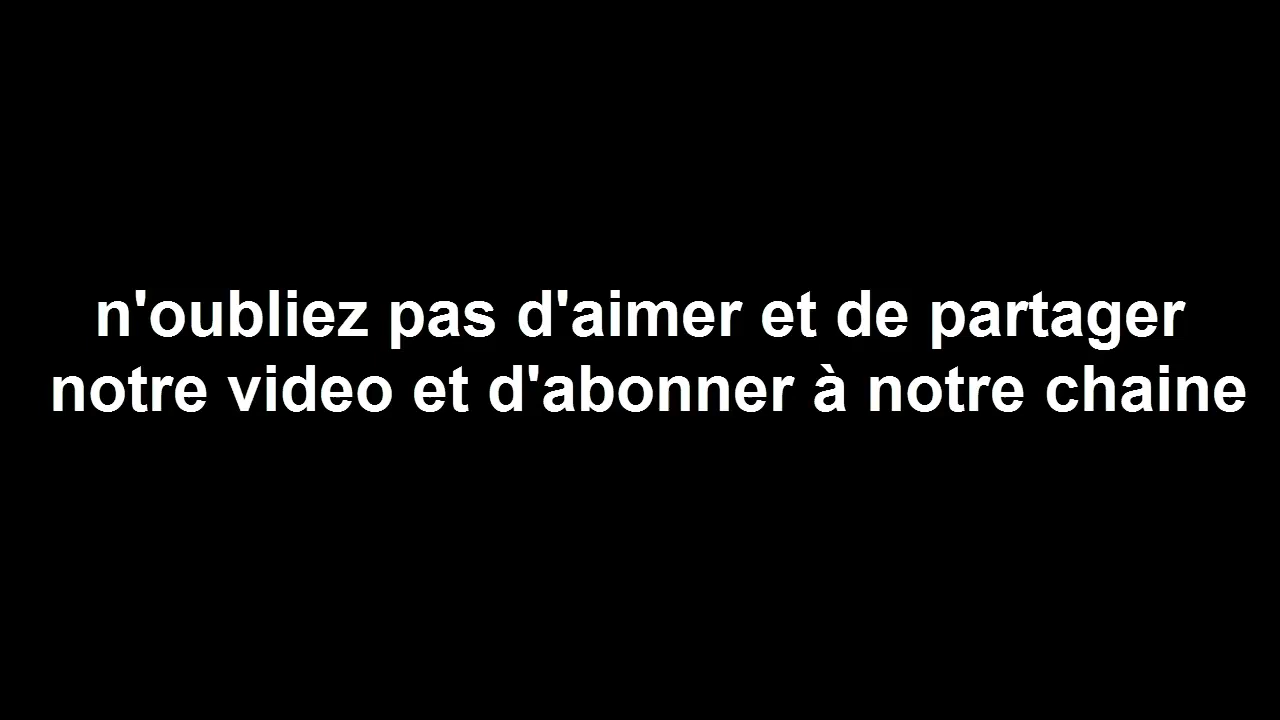 n'oubliez pas d'aimer et de partager
notre video et d'abonner à notre chaine